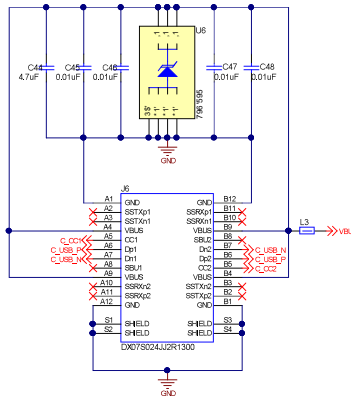 U6
C44
4.7uF
C45
0.01uF
C46
0.01uF
C47
0.01uF
C48
0.01uF
GND
J6
A1 GND GND B12
A2 SSTXp1 SSRXp1 B11
A3 SSTXn1 SSRXn1 B10
A4 VBUS VBUS B9
C_CC1 A5 CC1 SBU2 B8
C_USB_P A6 Dp1 Dn2 B7 C_USB_N
C_USB_N A7 Dn1 Dp2 B6 C_USB_P
A8 SBU1 CC2 B5 C_CC2
A9 VBUS VBUS B4
A10 SSRXn2 SSTXn2 B3
A11 SSRXp2 SSTXp2 B2
A12 GND GND B1
L3
S1 SHIELD SHIELD S3
S2 SHIELD SHIELD S4
DX07S024JJ2R1300
GND